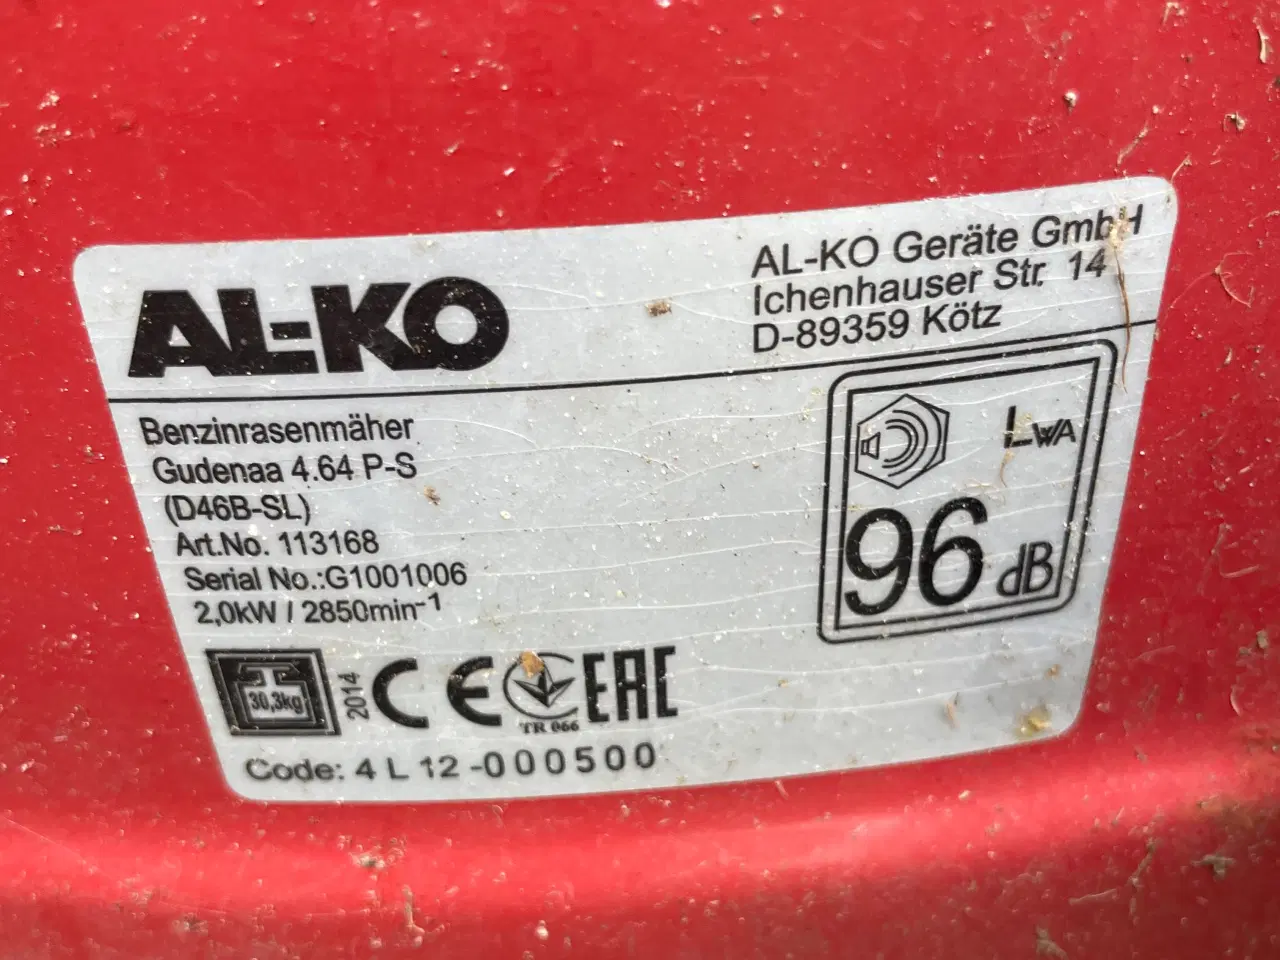 AL-KO
AL-KO Geräte GmbH
Ichenhauser Str. 14
D-89359 Kötz
Benzinrasenmäher
Gudenaa 4.64 P-S
(D46B-SL)
Art.No. 113168
Serial No.:G1001006
2,0kW / 2850min-1
LWA
96 dB
30,3kg
2014
CE
TR 066
EAC
Code: 4 L 12 -000500